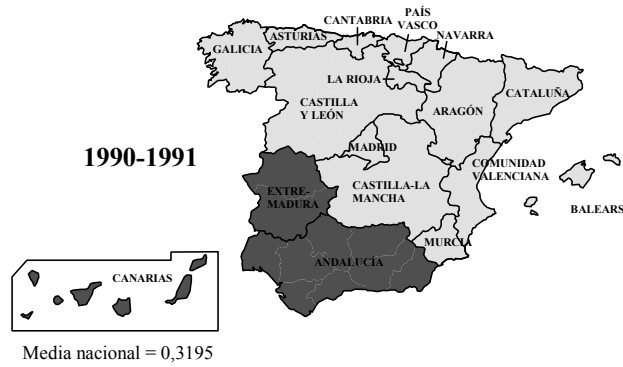 PAÍS
VASCO
CANTABRIA
NAVARRA
ASTURIAS
GALICIA
LA RIOJA
CATALUÑA
CASTILLA
Y LEÓN
ARAGÓN
MADRID
1990-1991
COMUNIDAD
VALENCIANA
EXTRE-
MADURA
CASTILLA-LA
MANCHA
BALEARS
MURCIA
ANDALUCÍA
CANARIAS
Media nacional = 0,3195